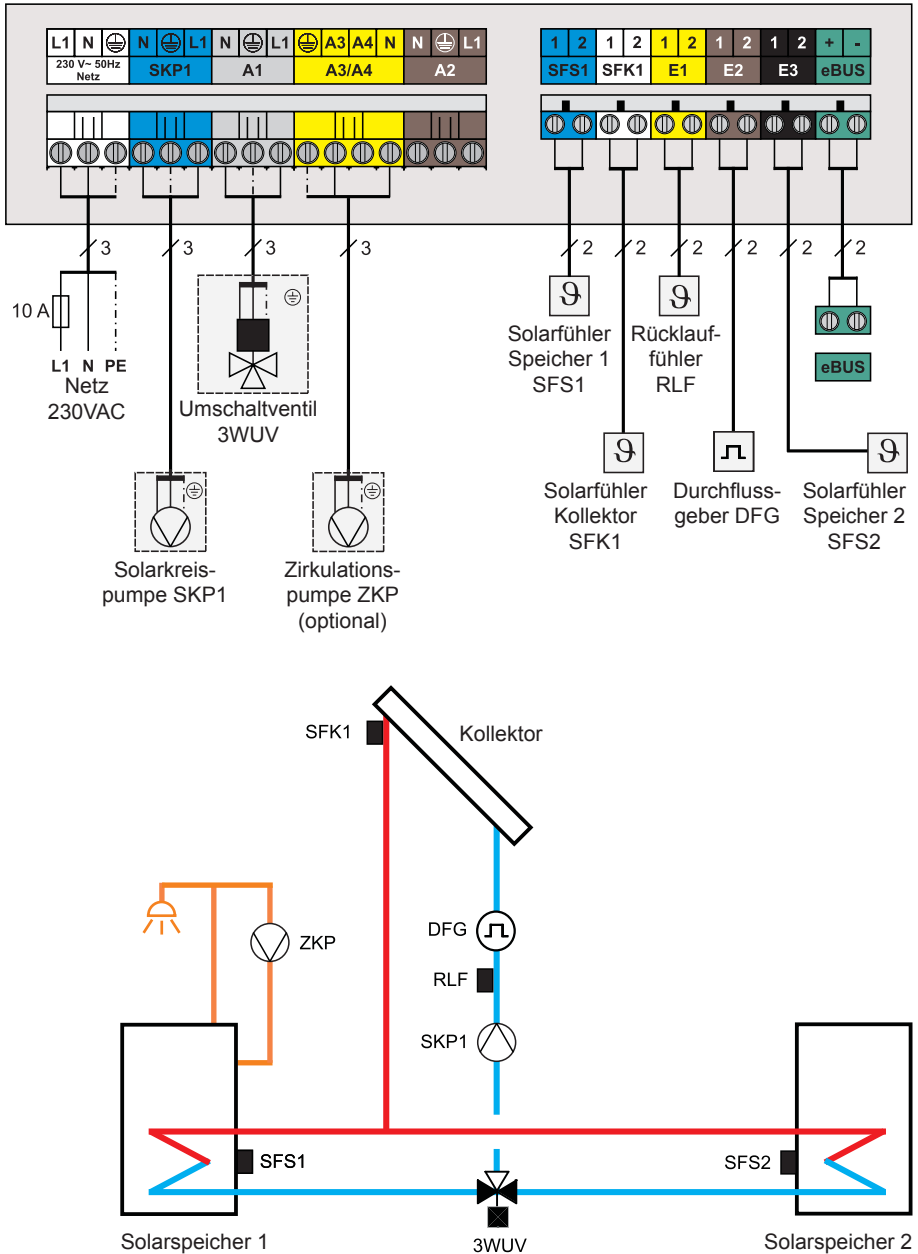 L1 N N L1 N L1 A3 A4 N N L1
230 V~ 50Hz
Netz
SKP1 A1 A3/A4 A2
1 2 1 2 1 2 1 2 1 2 + -
SFS1 SFK1 E1 E2 E3 eBUS
3 3 3 3
2 2 2 2 2 2
10 A
L1 N PE
Netz
230VAC
Umschaltventil
3WUV
Solarkreis-
pumpe SKP1
Zirkulations-
pumpe ZKP
(optional)
ϑ
Solarfühler
Speicher 1
SFS1
ϑ
Rücklauf-
fühler
RLF
eBUS
ϑ
Solarfühler
Kollektor
SFK1
Durchfluss-
geber DFG
ϑ
Solarfühler
Speicher 2
SFS2
SFK1
Kollektor
ZKP
DFG
RLF
SKP1
SFS1
SFS2
3WUV
Solarspeicher 1
Solarspeicher 2